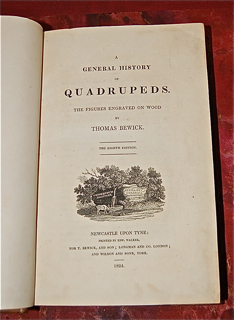 A
GENERAL HISTORY
OF
QUADRUPEDS.
THE FIGURES ENGRAVED ON WOOD
BY
THOMAS BEWICK.
THE EIGHTH EDITION.
NEWCASTLE UPON TYNE:
PRINTED BY EDW. WALKER,
FOR T. BEWICK, AND SON; LONGMAN AND CO. LONDON;
AND WILSON AND SONS, YORK.
1824.